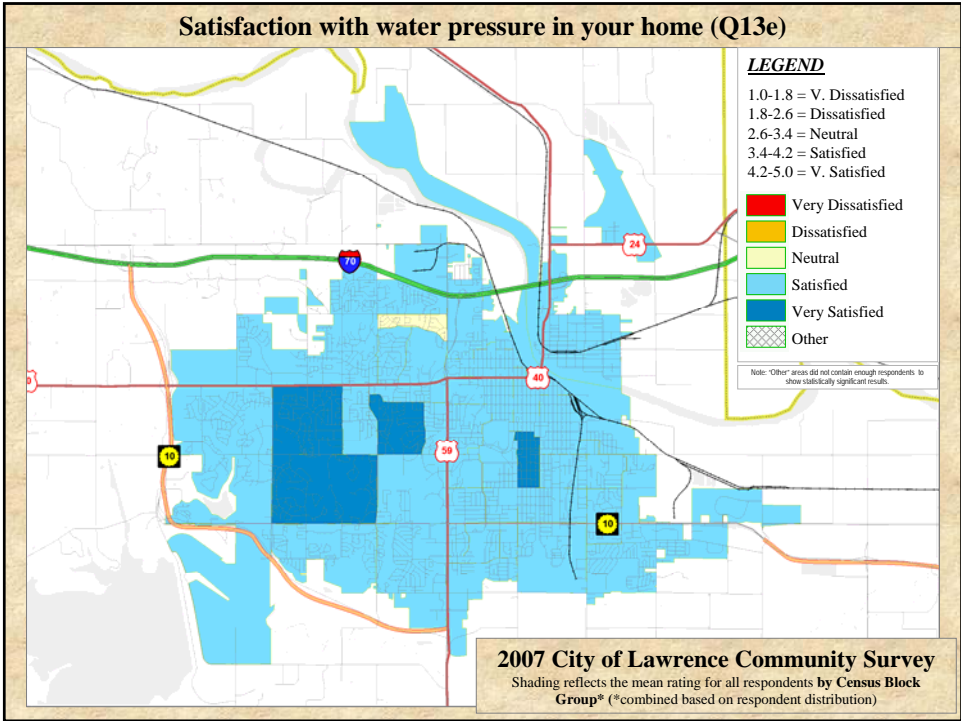 Satisfaction with water pressure in your home (Q13e)
LEGEND
1.0-1.8 = V. Dissatisfied
1.8-2.6 = Dissatisfied
2.6-3.4 = Neutral
3.4-4.2 = Satisfied
4.2-5.0 = V. Satisfied
Very Dissatisfied
Dissatisfied
Neutral
Satisfied
Very Satisfied
Other
Note: "Other" areas did not contain enough respondents to
show statistically significant results.
24
70
0
40
59
10
10
2007 City of Lawrence Community Survey
Shading reflects the mean rating for all respondents by Census Block
Group* (*combined based on respondent distribution)